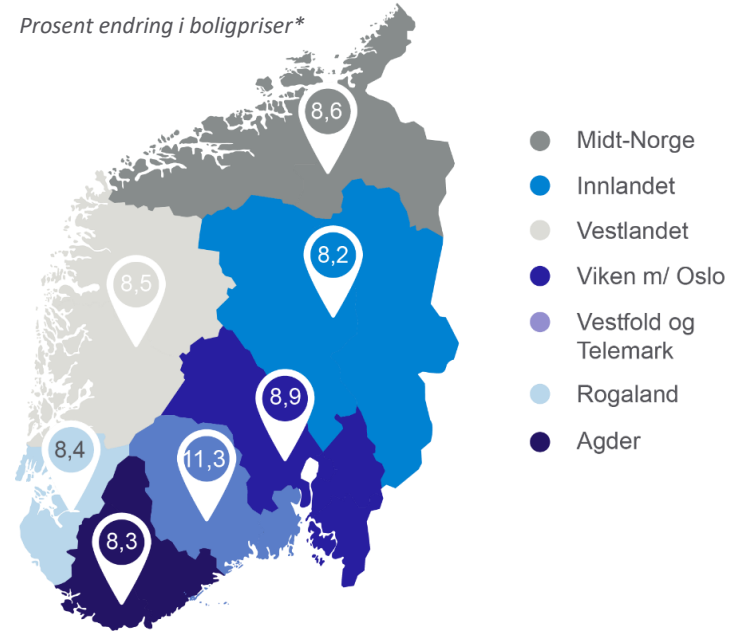 Prosent endring i boligpriser*
8,6
8,2
8,5
8,9
8,4
11,3
8,3
Midt-Norge
Innlandet
Vestlandet
Viken m/ Oslo
Vestfold og
Telemark
Rogaland
Agder